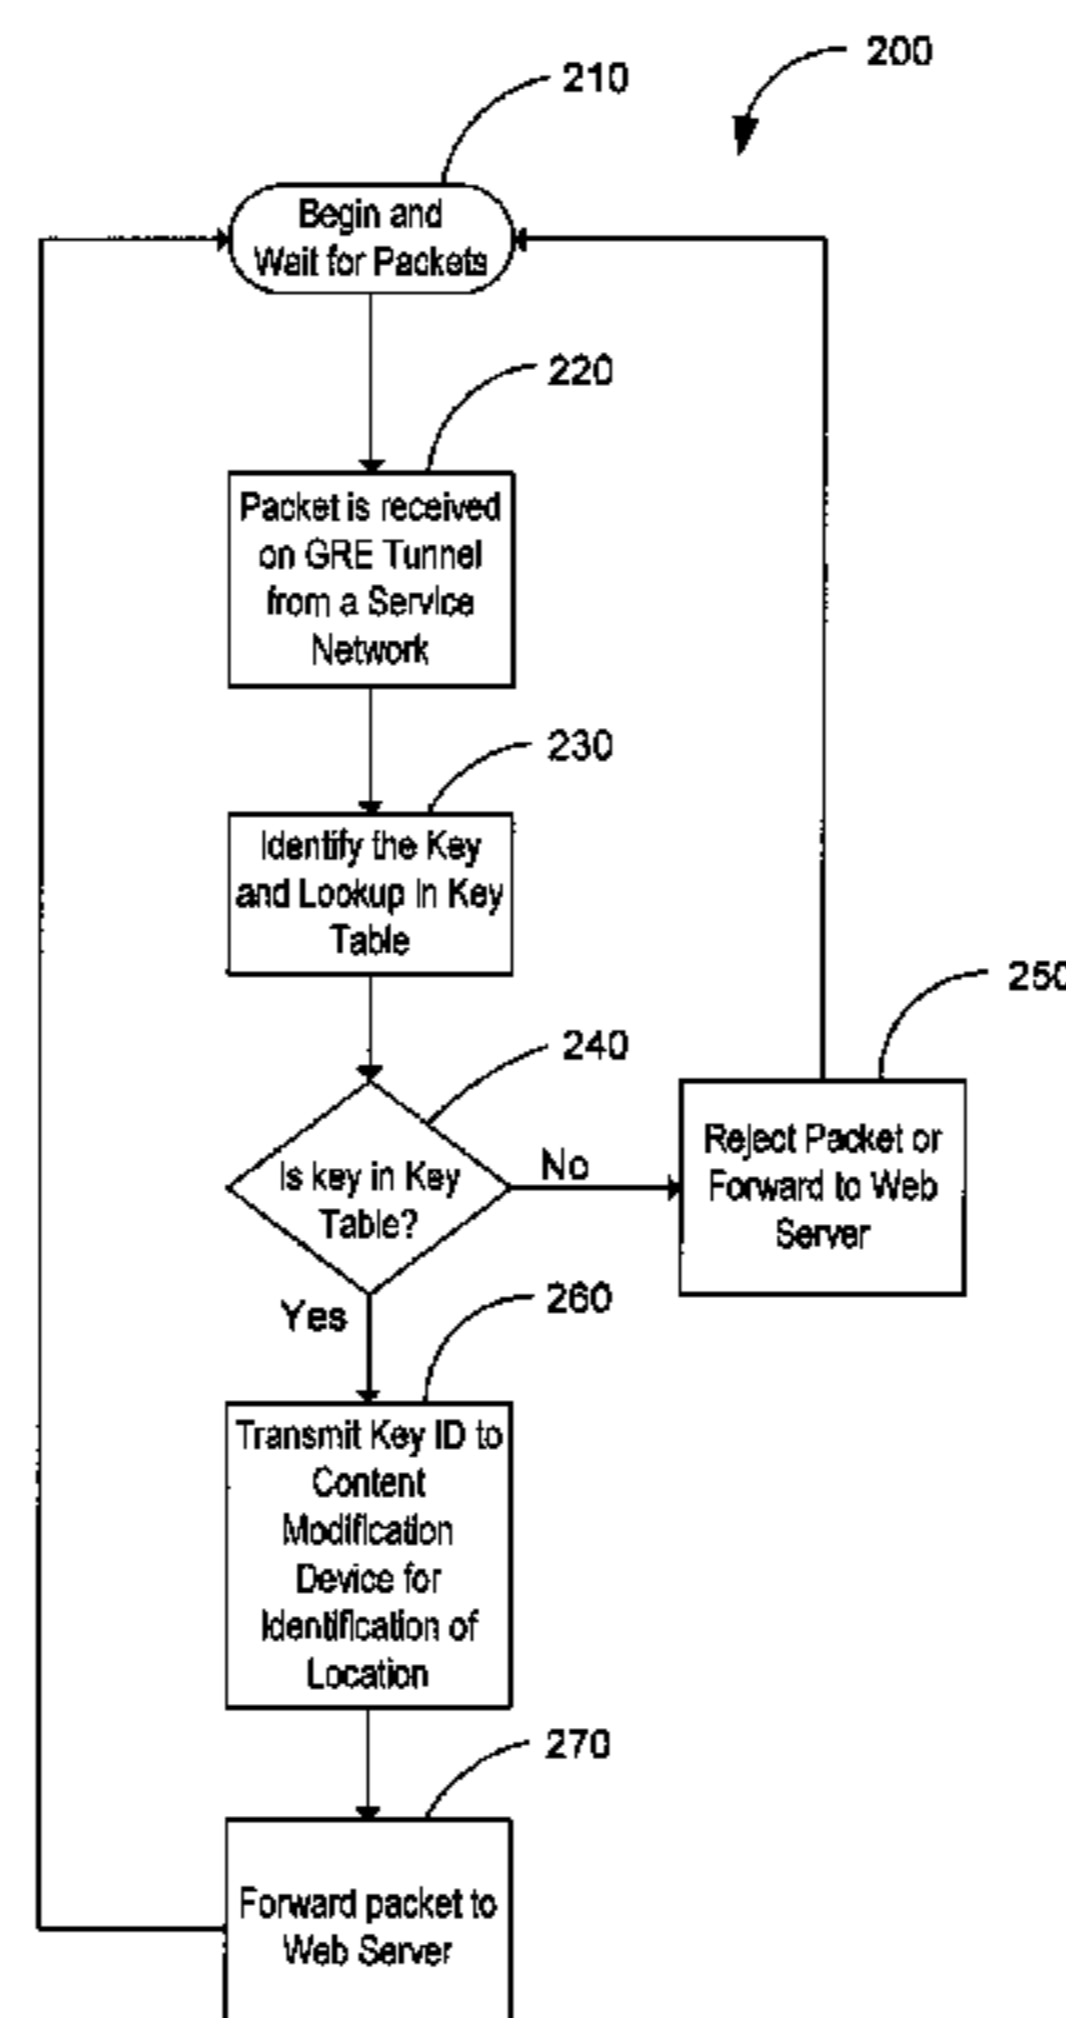 200
210
Begin and
Wait for Packets
220
Packet is received
on GRE Tunnel
from a Service
Network
230
Identify the Key
and Lookup in Key
Table
240
250
Is key in Key
Table?
No
Reject Packet or
Forward to Web
Server
Yes
260
Transmit Key ID to
Content
Modification
Device for
Identification of
Location
270
Forward packet to
Web Server